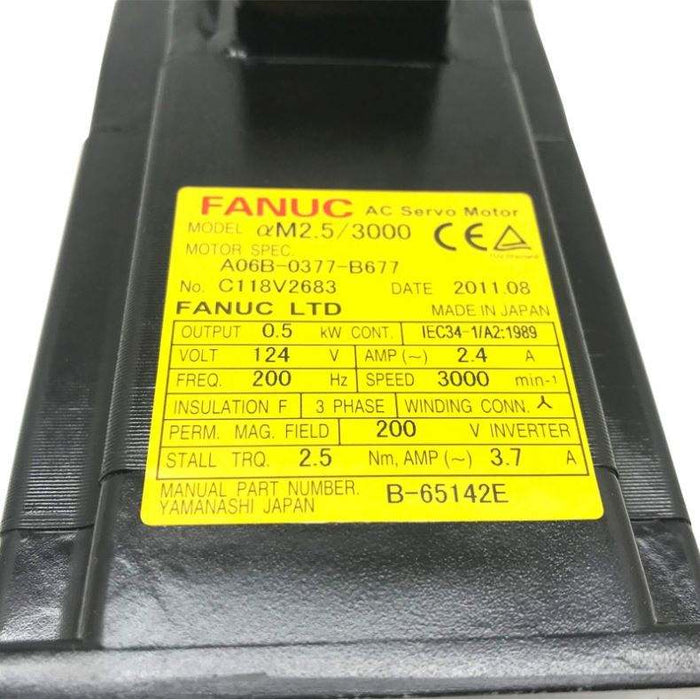 FANUC AC Servo Motor
MODEL αM2.5/3000
MOTOR SPEC.
A06B-0377-B677
No. C118V2683 DATE 2011.08
FANUC LTD MADE IN JAPAN
OUTPUT 0.5 kW CONT. IEC34-1/A2:1989
VOLT 124 V AMP (~) 2.4 A
FREQ. 200 Hz SPEED 3000 min-1
INSULATION F 3 PHASE WINDING CONN. ⅄
PERM. MAG. FIELD 200 V INVERTER
STALL TRQ. 2.5 Nm, AMP (~) 3.7 A
MANUAL PART NUMBER. B-65142E
YAMANASHI JAPAN